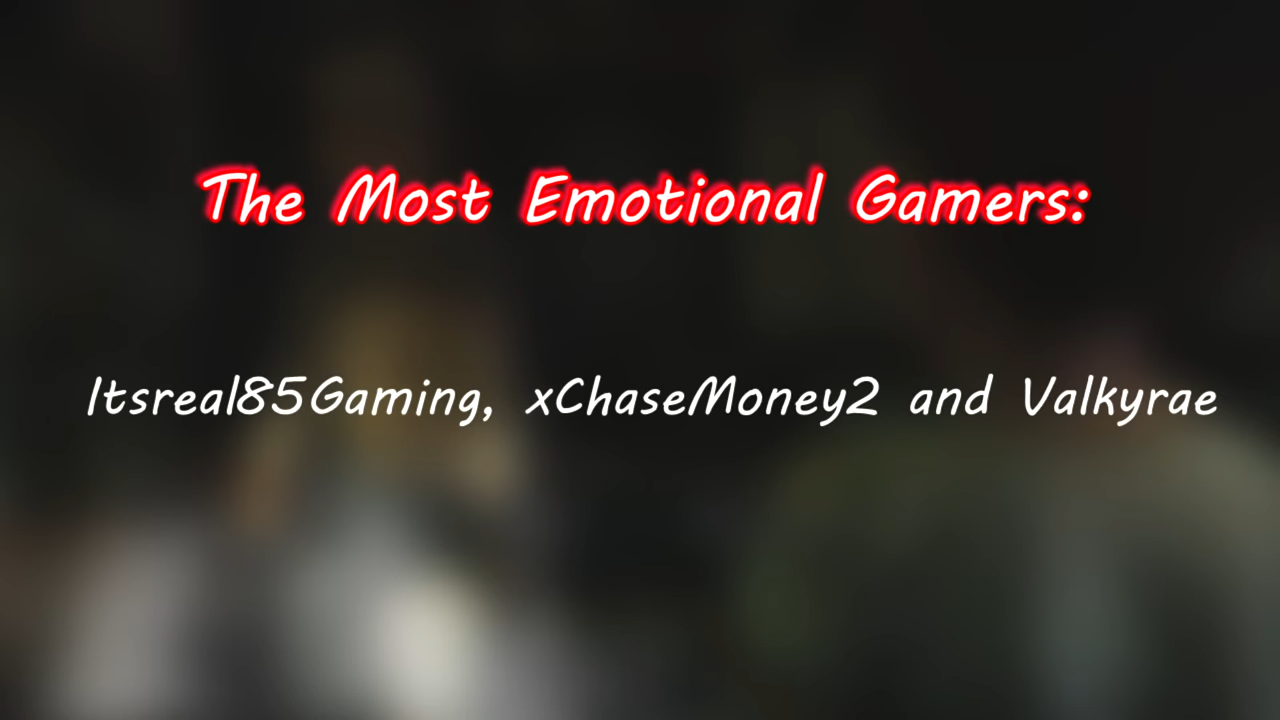 The Most Emotional Gamers:
Itsreal85Gaming, xChaseMoney2 and Valkyrae